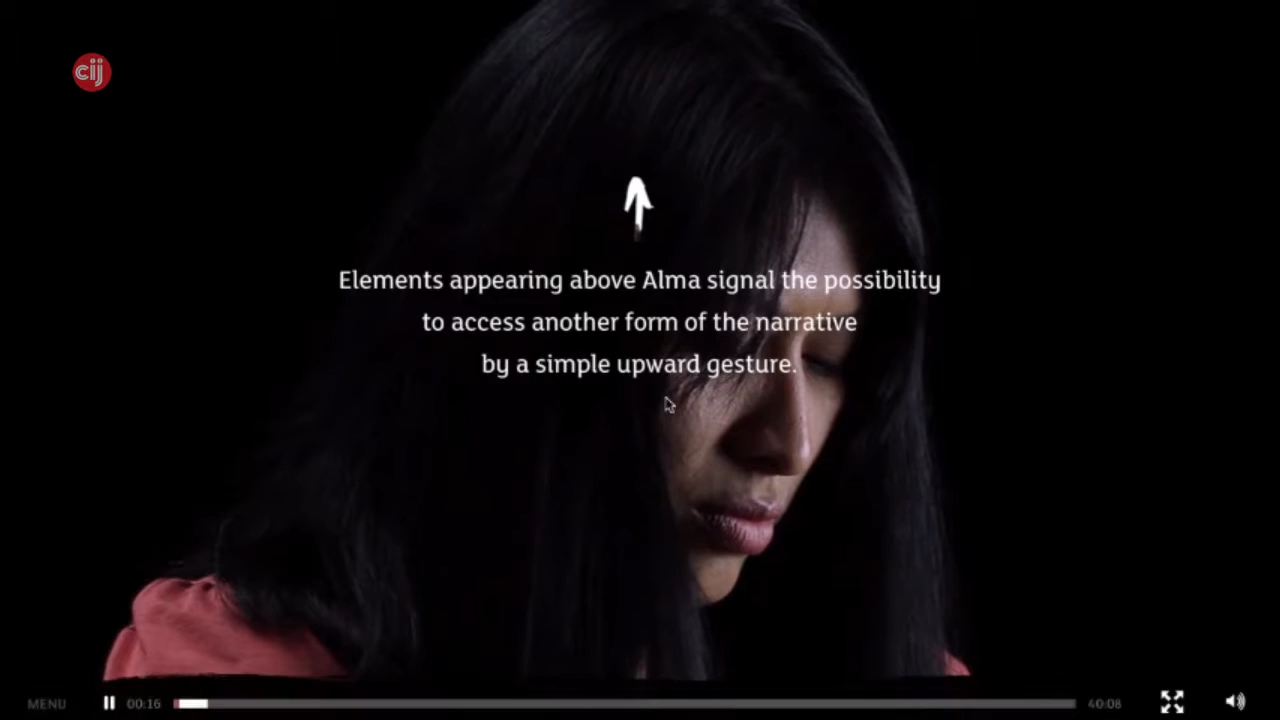 cij
Elements appearing above Alma signal the possibility
to access another form of the narrative
by a simple upward gesture.
MENU
00:16
40:08